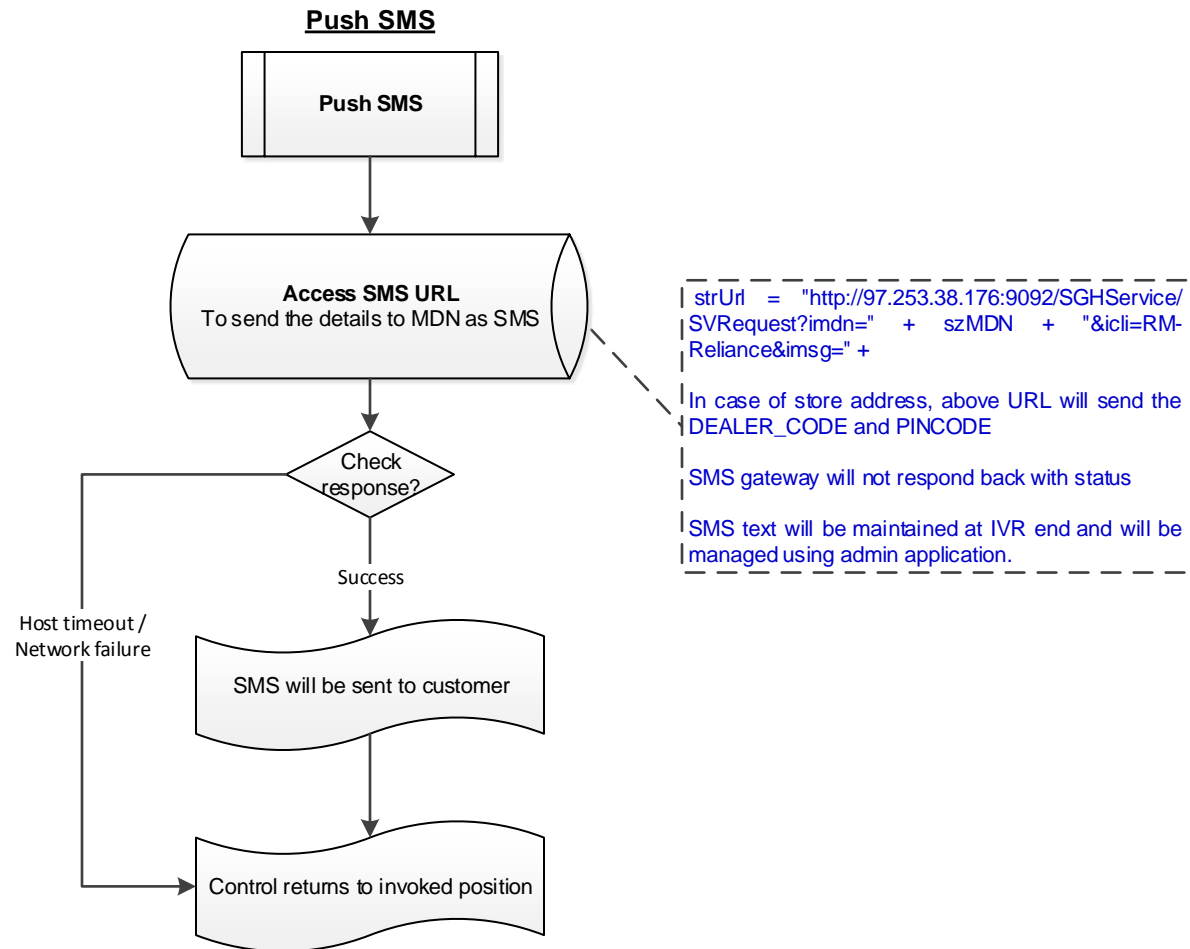 Push SMS
Push SMS
Access SMS URL
To send the details to MDN as SMS
strUrl = "http://97.253.38.176:9092/SGHService/
SVRequest?imdn=" + szMDN + "&icli=RM-
Reliance&imsg=" +
In case of store address, above URL will send the
DEALER_CODE and PINCODE
SMS gateway will not respond back with status
SMS text will be maintained at IVR end and will be
managed using admin application.
Check
response?
Success
Host timeout /
Network failure
SMS will be sent to customer
Control returns to invoked position